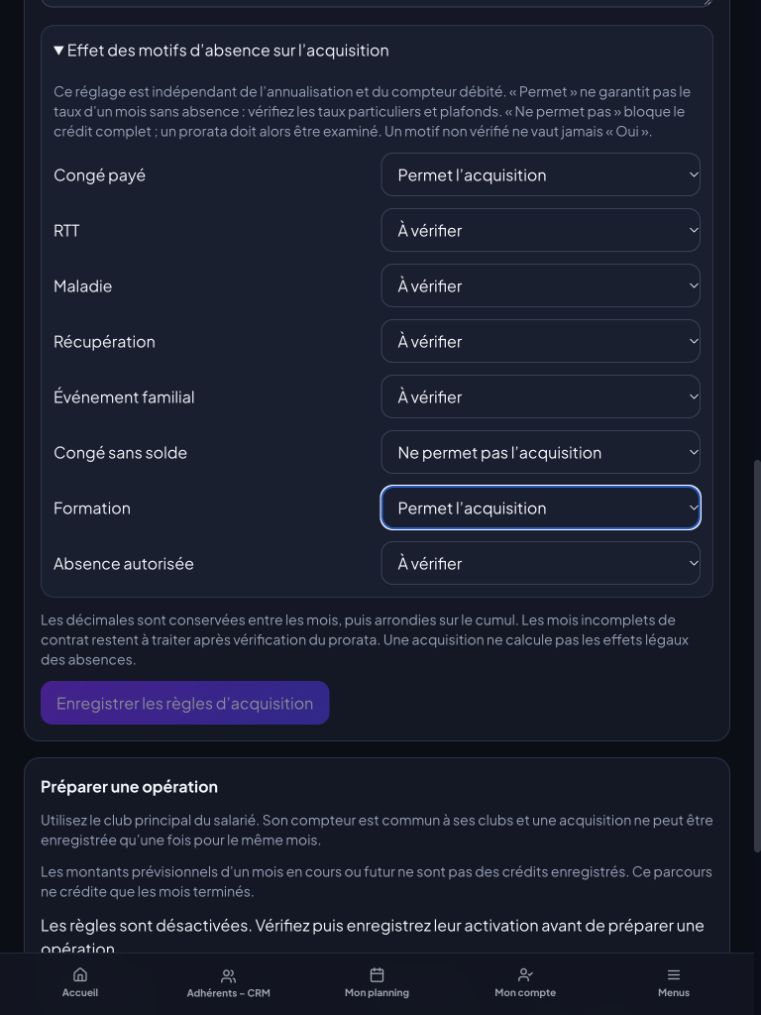 ▼ Effet des motifs d'absence sur l'acquisition
Ce réglage est indépendant de l'annualisation et du compteur débité. « Permet » ne garantit pas le
taux d'un mois sans absence : vérifiez les taux particuliers et plafonds. « Ne permet pas » bloque le
crédit complet ; un prorata doit alors être examiné. Un motif non vérifié ne vaut jamais « Oui ».
Congé payé
Permet l'acquisition
RTT
À vérifier
Maladie
À vérifier
Récupération
À vérifier
Événement familial
À vérifier
Congé sans solde
Ne permet pas l'acquisition
Formation
Permet l'acquisition
Absence autorisée
À vérifier
Les décimales sont conservées entre les mois, puis arrondies sur le cumul. Les mois incomplets de
contrat restent à traiter après vérification du prorata. Une acquisition ne calcule pas les effets légaux
des absences.
Enregistrer les règles d'acquisition
Préparer une opération
Utilisez le club principal du salarié. Son compteur est commun à ses clubs et une acquisition ne peut être
enregistrée qu'une fois pour le même mois.
Les montants prévisionnels d'un mois en cours ou futur ne sont pas des crédits enregistrés. Ce parcours
ne crédite que les mois terminés.
Les règles sont désactivées. Vérifiez puis enregistrez leur activation avant de préparer une
opération
Accueil
Adhérents – CRM
Mon planning
Mon compte
Menus